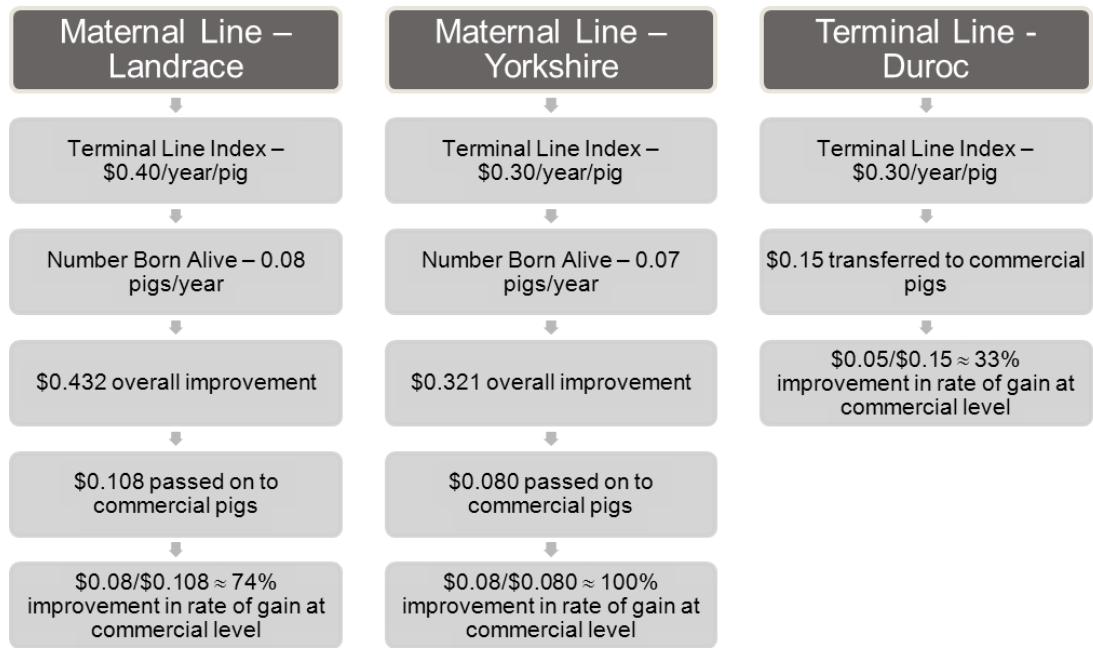 Maternal Line –
Landrace
Terminal Line Index –
$0.40/year/pig
Number Born Alive – 0.08
pigs/year
$0.432 overall improvement
$0.108 passed on to
commercial pigs
$0.08/$0.108 ≈ 74%
improvement in rate of gain at
commercial level
Maternal Line –
Yorkshire
Terminal Line Index –
$0.30/year/pig
Number Born Alive – 0.07
pigs/year
$0.321 overall improvement
$0.080 passed on to
commercial pigs
$0.08/$0.080 ≈ 100%
improvement in rate of gain at
commercial level
Terminal Line -
Duroc
Terminal Line Index –
$0.30/year/pig
$0.15 transferred to commercial
pigs
$0.05/$0.15 ≈ 33%
improvement in rate of gain at
commercial level